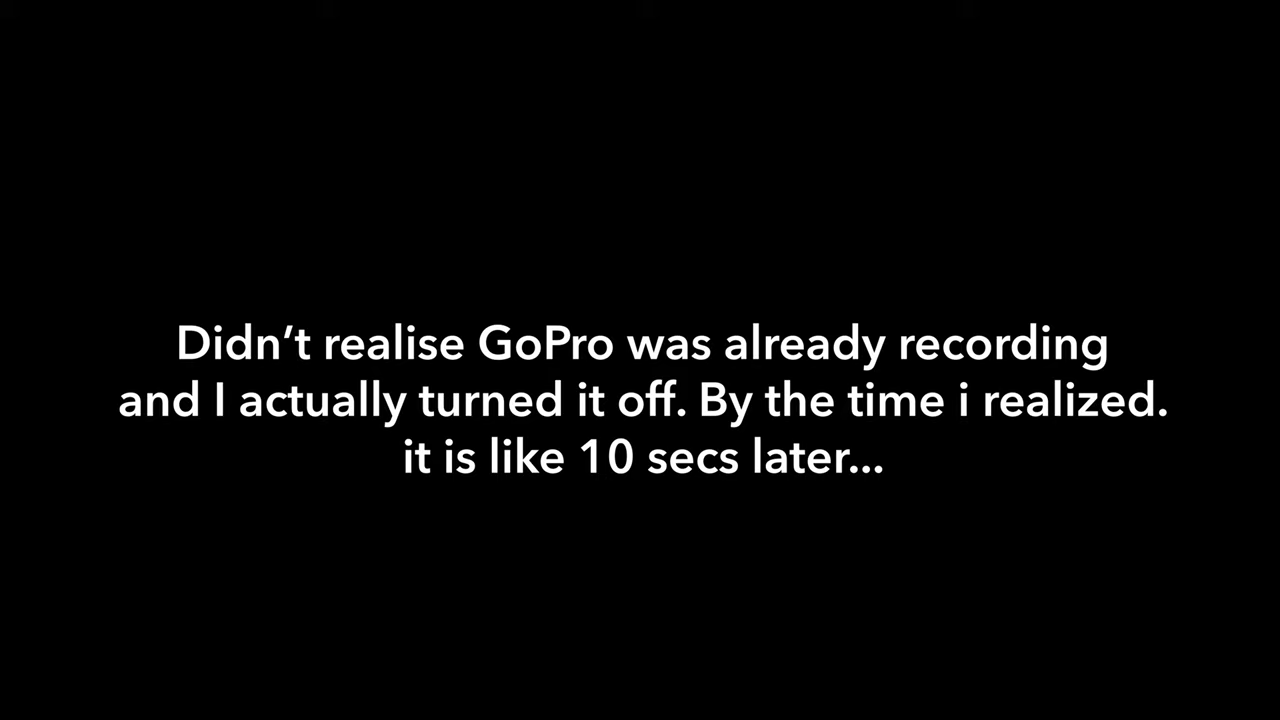 Didn’t realise GoPro was already recording
and I actually turned it off. By the time i realized.
it is like 10 secs later...